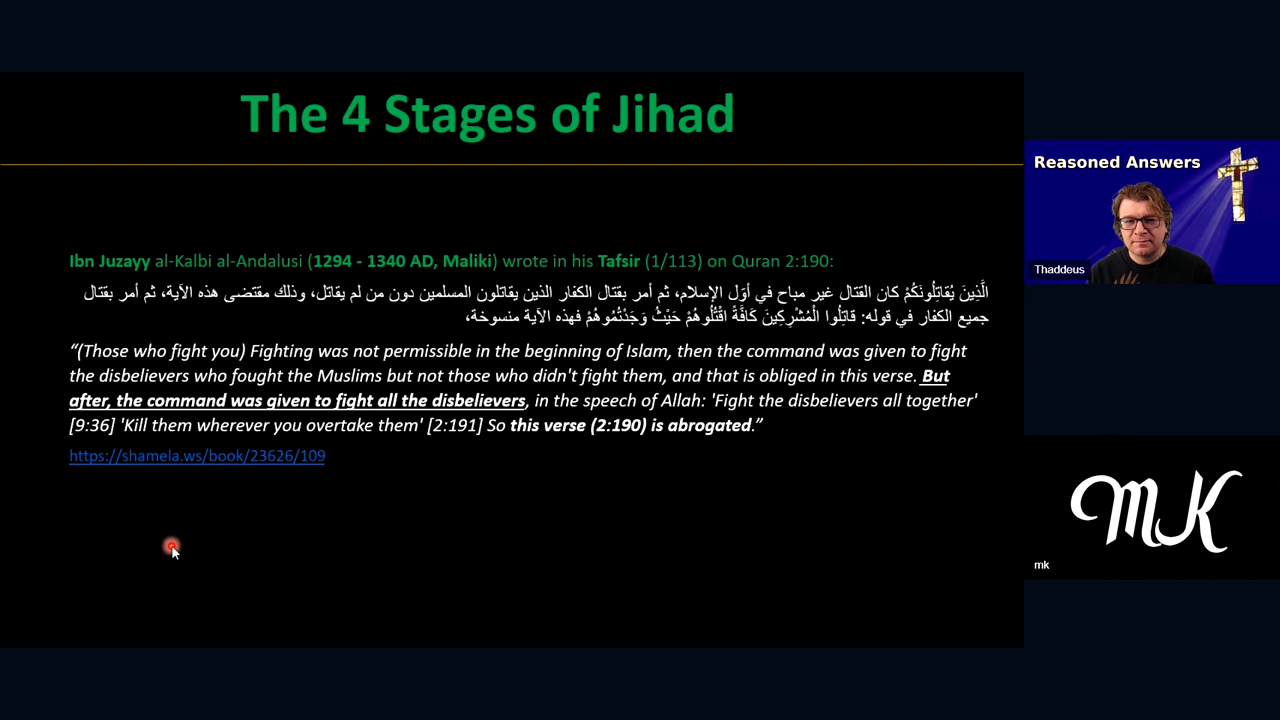 The 4 Stages of Jihad
Ibn Juzayy al-Kalbi al-Andalusi (1294 - 1340 AD, Maliki) wrote in his Tafsir (1/113) on Quran 2:190:
الَّذِينَ يُقاتِلُونَكُمْ كان القتال غير مباح في أوّل الإسلام، ثم أمر بقتال الكفار الذين يقاتلون المسلمين دون من لم يقاتل، وذلك مقتضى هذه الآية، ثم أمر بقتال
جميع الكفار في قوله: قاتِلُوا الْمُشْرِكِينَ كَافَّةً اقْتُلُوهُمْ حَيْثُ وَجَدْتُمُوهُمْ فهذه الآية منسوخة،
“(Those who fight you) Fighting was not permissible in the beginning of Islam, then the command was given to fight
the disbelievers who fought the Muslims but not those who didn't fight them, and that is obliged in this verse. But
after, the command was given to fight all the disbelievers, in the speech of Allah: 'Fight the disbelievers all together'
[9:36] 'Kill them wherever you overtake them' [2:191] So this verse (2:190) is abrogated.”
https://shamela.ws/book/23626/109
Reasoned Answers
Thaddeus
MK
mk